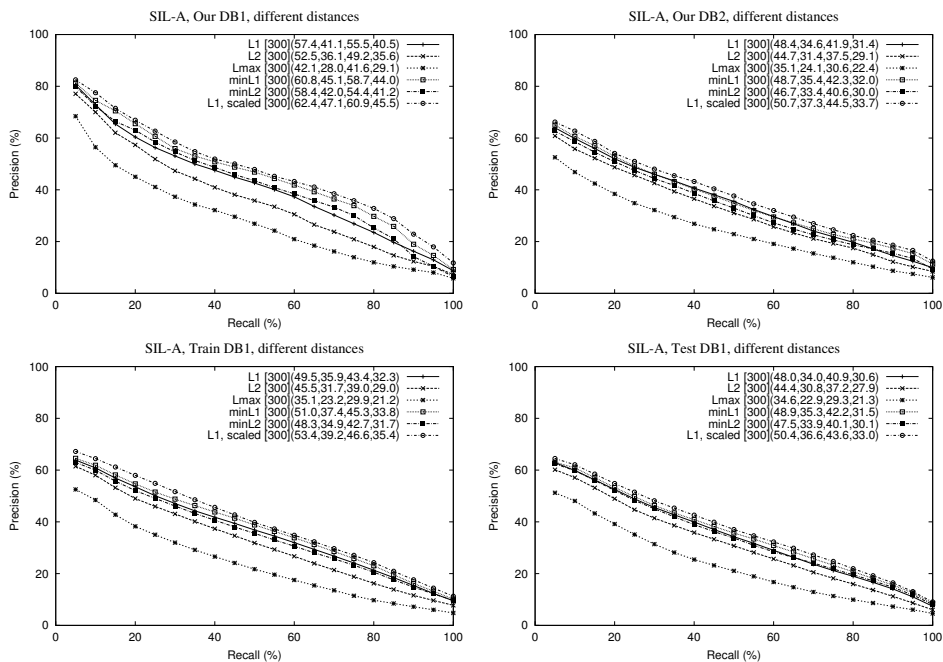 SIL-A, Our DB1, different distances
100
80
60
40
20
0
Precision (%)
L1 [300](57.4,41.1,55.5,40.5)
L2 [300](52.5,36.1,49.2,35.6)
Lmax [300](42.1,28.0,41.6,29.1)
minL1 [300](60.8,45.1,58.7,44.0)
minL2 [300](58.4,42.0,54.4,41.2)
L1, scaled [300](62.4,47.1,60.9,45.5)
0 20 40 60 80 100
Recall (%)
SIL-A, Our DB2, different distances
100
80
60
40
20
0
Precision (%)
L1 [300](48.4,34.6,41.9,31.4)
L2 [300](44.7,31.4,37.5,29.1)
Lmax [300](35.1,24.1,30.6,22.4)
minL1 [300](48.7,35.4,42.3,32.0)
minL2 [300](46.7,33.4,40.6,30.0)
L1, scaled [300](50.7,37.3,44.5,33.7)
0 20 40 60 80 100
Recall (%)
SIL-A, Train DB1, different distances
100
80
60
40
20
0
Precision (%)
L1 [300](49.5,35.9,43.4,32.3)
L2 [300](45.5,31.7,39.0,29.0)
Lmax [300](35.1,23.2,29.9,21.2)
minL1 [300](51.0,37.4,45.3,33.8)
minL2 [300](48.3,34.9,42.7,31.7)
L1, scaled [300](53.4,39.2,46.6,35.4)
0 20 40 60 80 100
Recall (%)
SIL-A, Test DB1, different distances
100
80
60
40
20
0
Precision (%)
L1 [300](48.0,34.0,40.9,30.6)
L2 [300](44.4,30.8,37.2,27.9)
Lmax [300](34.6,22.9,29.3,21.3)
minL1 [300](48.9,35.3,42.2,31.5)
minL2 [300](47.5,33.9,40.1,30.1)
L1, scaled [300](50.4,36.6,43.6,33.0)
0 20 40 60 80 100
Recall (%)